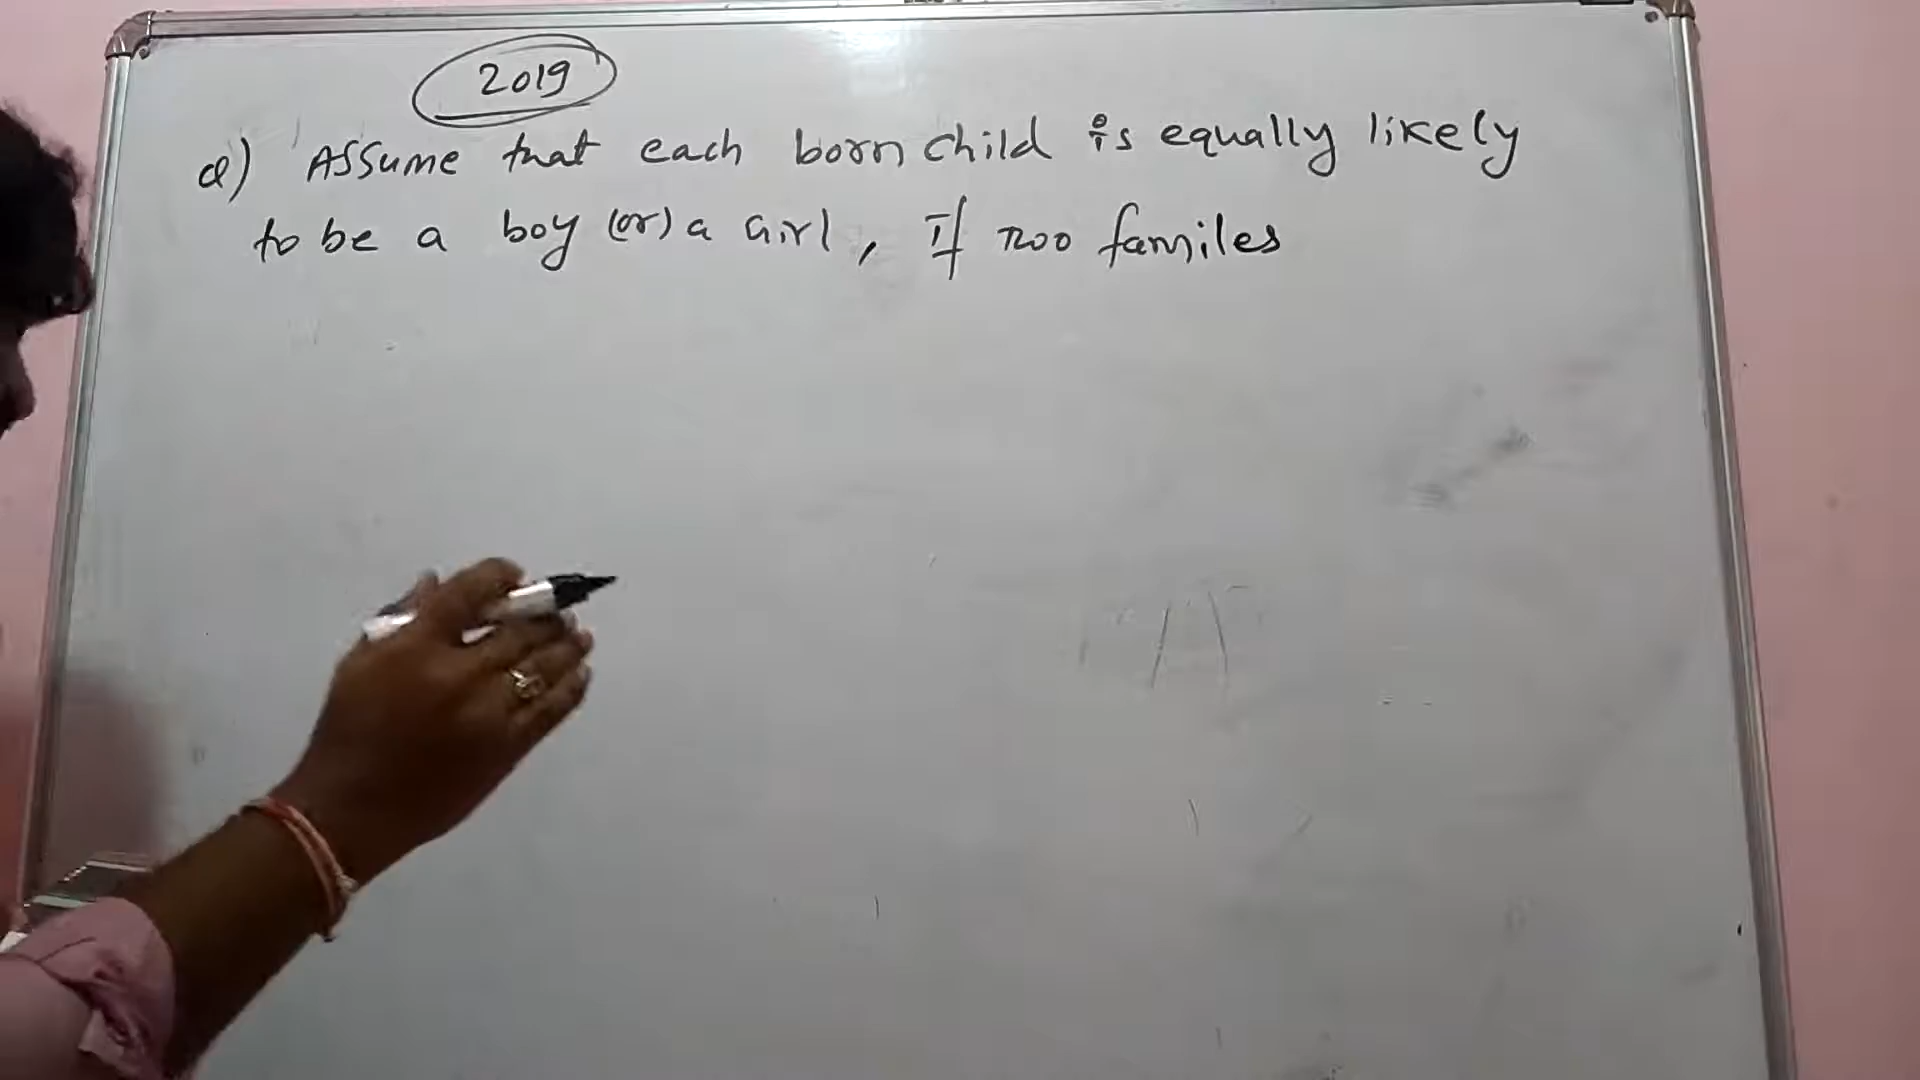 2019
Q) Assume that each born child is equally likely
to be a boy (or) a Girl, If two familes